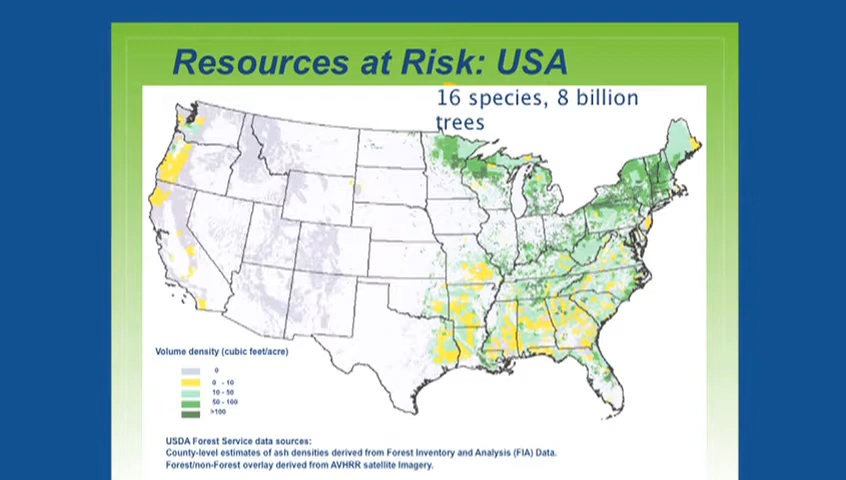 Resources at Risk: USA
16 species, 8 billion
trees
Volume density (cubic feet/acre)
0
0 - 10
10 - 50
50 - 100
>100
USDA Forest Service data sources:
County-level estimates of ash densities derived from Forest Inventory and Analysis (FIA) Data.
Forest/non-Forest overlay derived from AVHRR satellite Imagery.